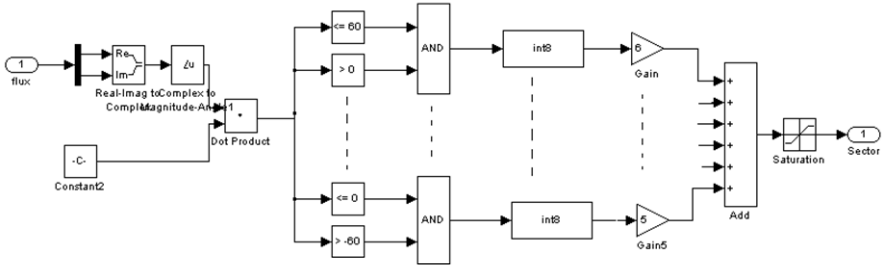 1
flux
Re
Im
Real-Imag to
Complex
∠u
Complex to
Magnitude-Angle1
-C-
Constant2
Dot Product
<= 60
> 0
AND
int8
6
Gain
<= 0
> -60
AND
int8
5
Gain5
+
+
+
+
+
+
Add
Saturation
1
Sector